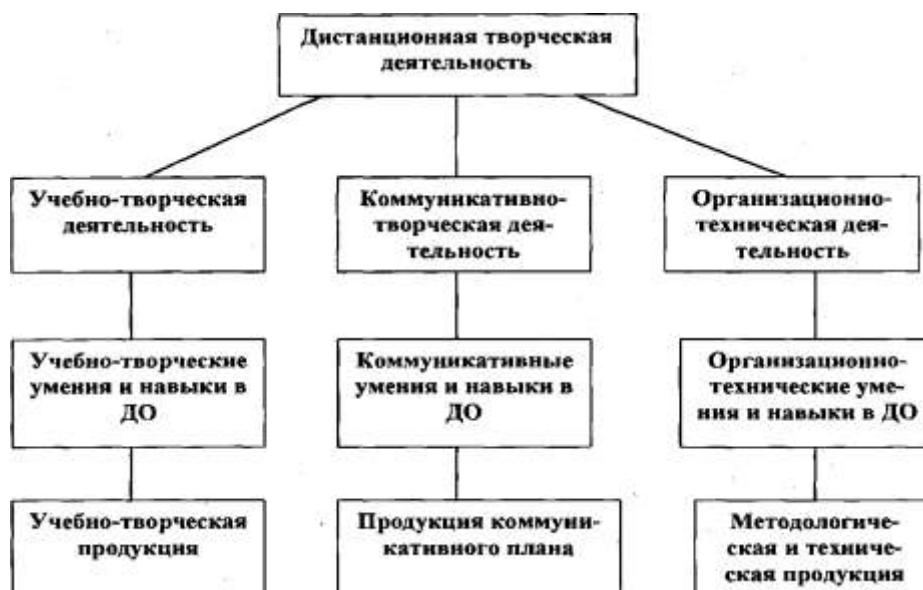 Дистанционная творческая
деятельность
Учебно-творческая
деятельность
Коммуникативно-
творческая дея-
тельность
Организационно-
техническая дея-
тельность
Учебно-творческие
умения и навыки в
ДО
Коммуникативные
умения и навыки в
ДО
Организационно-
технические уме-
ния и навыки в ДО
Учебно-творческая
продукция
Продукция коммуни-
кативного плана
Методологиче-
ская и техниче-
ская продукция